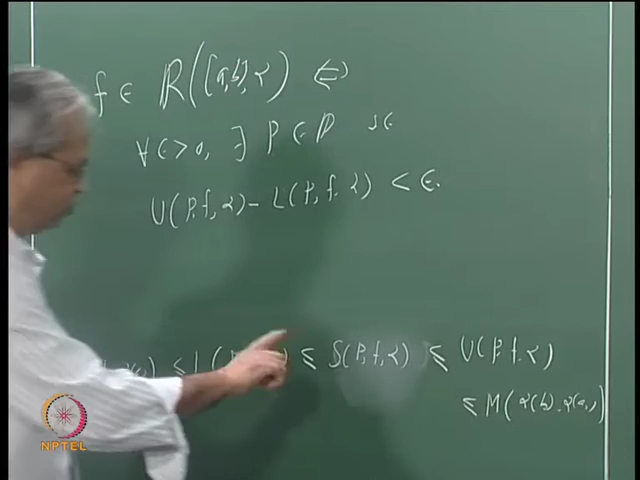 f ∈ ℝ([a,b],α) ⇔
∀ ε>0, ∃ P ∈ ℙ s.t
U(P,f,α) - L(P,f,α) < ε.
≤ L(P ≤ S(P,f,α) ≤ U(P,f,α)
≤ M(α(b)-α(a))
NPTEL